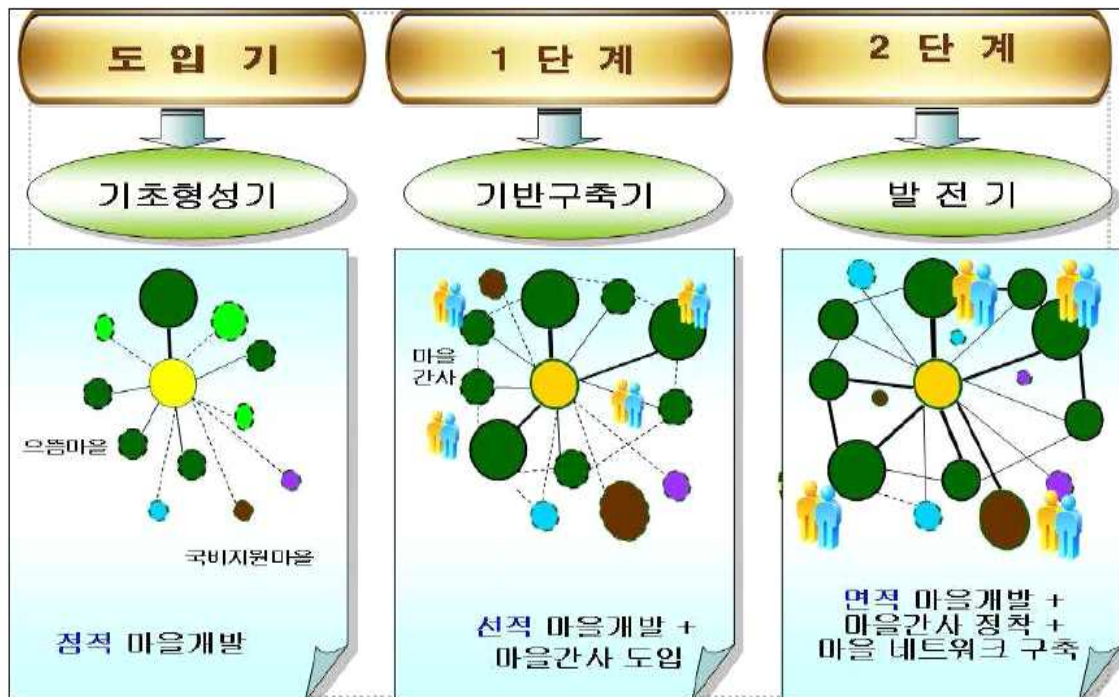 도 입 기
1 단 계
2 단 계
기초형성기
기반구축기
발 전 기
으뜸마을
국비지원마을
점적 마을개발
마을
간사
선적 마을개발 +
마을간사 도입
면적 마을개발 +
마을간사 정착 +
마을 네트워크 구축